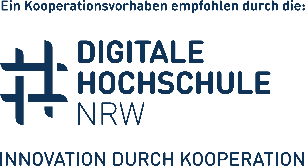 Ein Kooperationsvorhaben empfohlen durch die:
DIGITALE
HOCHSCHULE
NRW
INNOVATION DURCH KOOPERATION